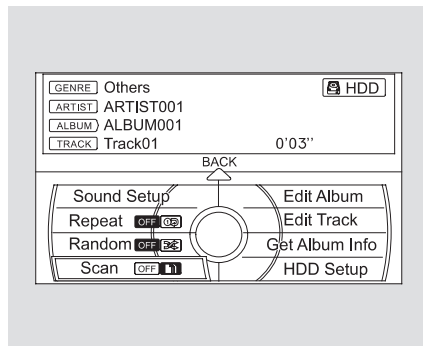 GENRE Others HDD
ARTIST ARTIST001
ALBUM ALBUM001
TRACK Track01 0'03''
BACK
Sound Setup Edit Album
Repeat OFF Edit Track
Random OFF Get Album Info
Scan OFF HDD Setup